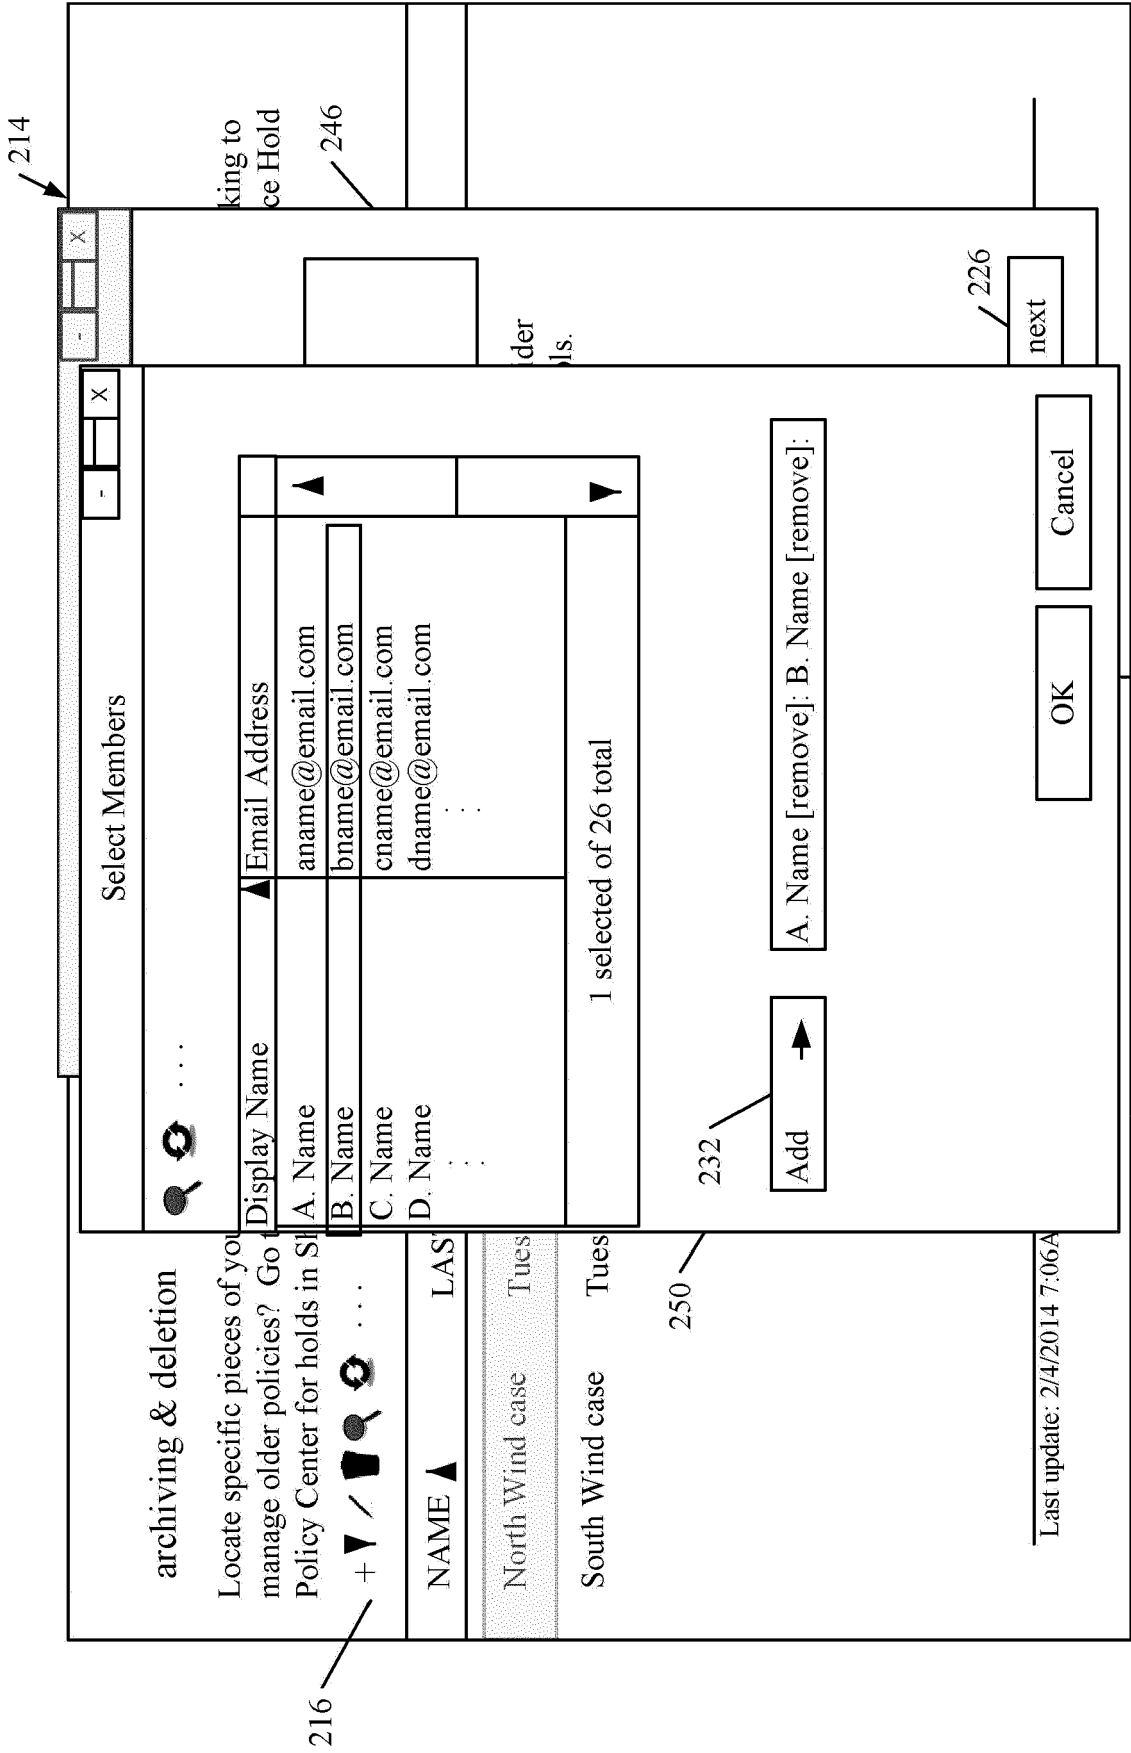 214
king to
ce Hold
246
X
-
ider
ls.
226
next
X
-
Select Members
. . .
Display Name Email Address
A. Name aname@email.com
B. Name bname@email.com
C. Name cname@email.com
D. Name dname@email.com
. . . . . .
1 selected of 26 total
232
Add
A. Name [remove]: B. Name [remove]:
OK
Cancel
250
archiving & deletion
Locate specific pieces of you
manage older policies? Go t
Policy Center for holds in Sh
216
+
. . .
NAME LAST
North Wind case Tues
South Wind case Tues
Last update: 2/4/2014 7:06A